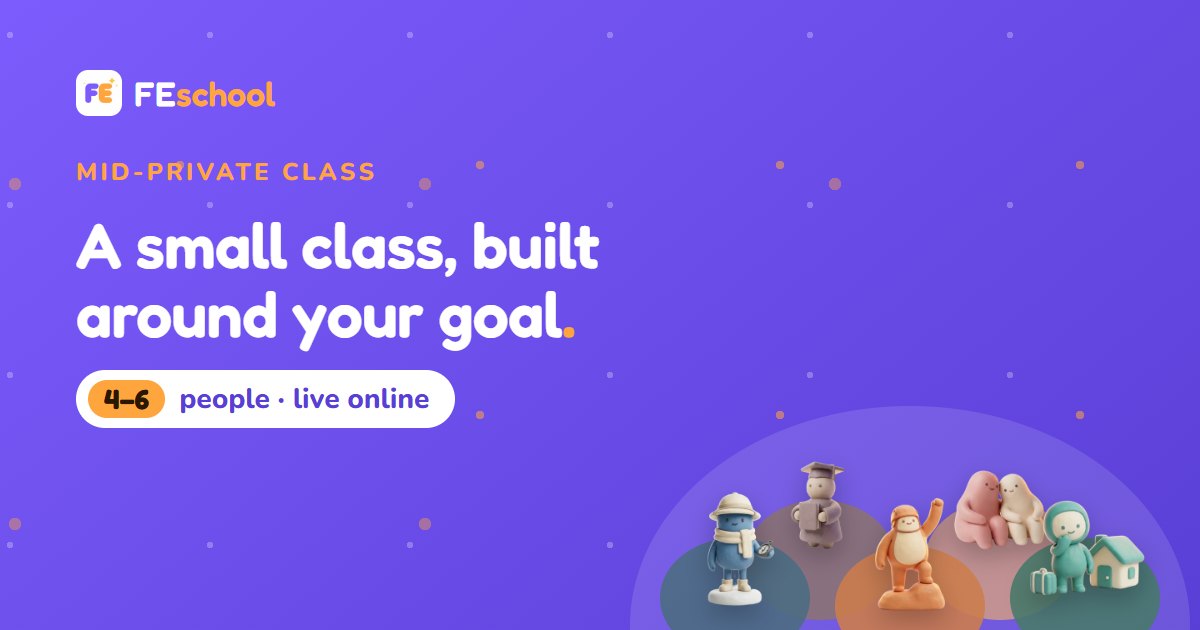 FE FEschool
MID-PRIVATE CLASS
A small class, built
around your goal.
4–6 people · live online